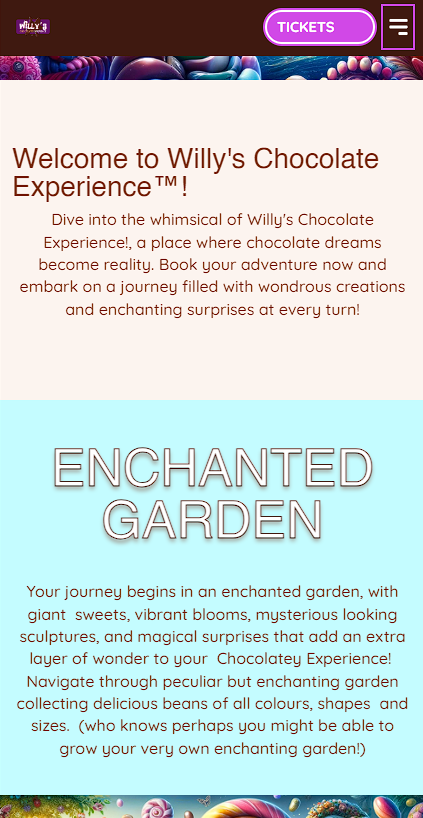 WiLLY'S
TICKETS
Welcome to Willy's Chocolate
Experience™!
Dive into the whimsical of Willy's Chocolate
Experience!, a place where chocolate dreams
become reality. Book your adventure now and
embark on a journey filled with wondrous creations
and enchanting surprises at every turn!
ENCHANTED
GARDEN
Your journey begins in an enchanted garden, with
giant  sweets, vibrant blooms, mysterious looking
sculptures, and magical surprises that add an extra
layer of wonder to your  Chocolatey Experience!
Navigate through peculiar but enchanting garden
collecting delicious beans of all colours, shapes  and
sizes.  (who knows perhaps you might be able to
grow your very own enchanting garden!)